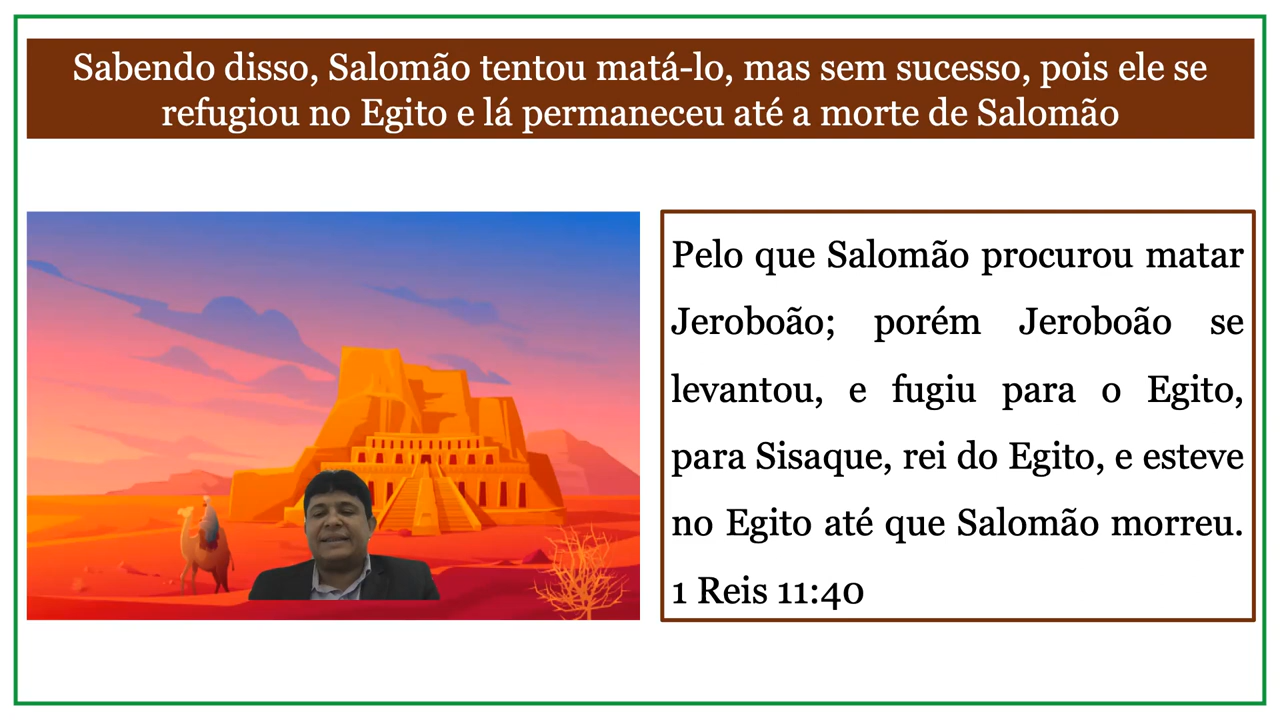 Sabendo disso, Salomão tentou matá-lo, mas sem sucesso, pois ele se
refugiou no Egito e lá permaneceu até a morte de Salomão
Pelo que Salomão procurou matar
Jeroboão; porém Jeroboão se
levantou, e fugiu para o Egito,
para Sisaque, rei do Egito, e esteve
no Egito até que Salomão morreu.
1 Reis 11:40